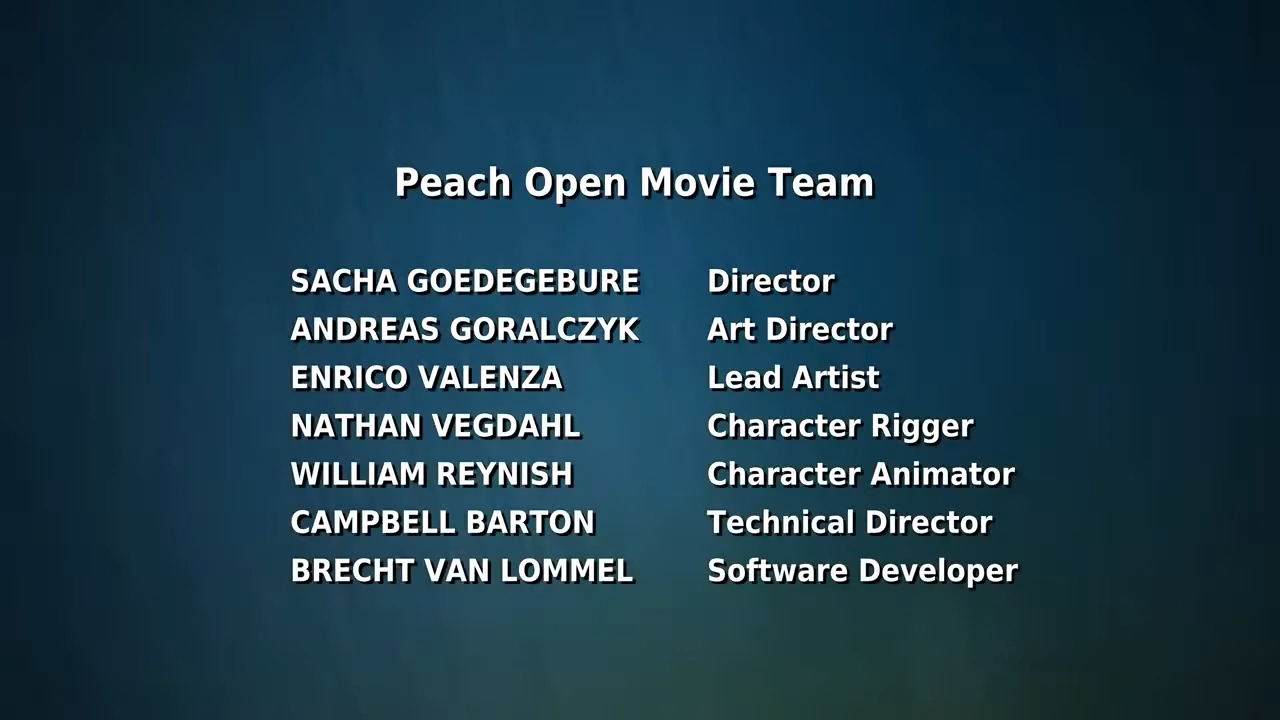 Peach Open Movie Team
SACHA GOEDEGEBURE Director
ANDREAS GORALCZYK Art Director
ENRICO VALENZA Lead Artist
NATHAN VEGDAHL Character Rigger
WILLIAM REYNISH Character Animator
CAMPBELL BARTON Technical Director
BRECHT VAN LOMMEL Software Developer